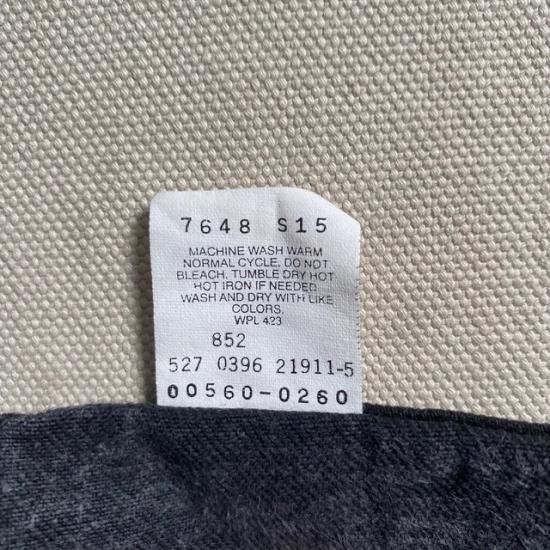 7648 S15
MACHINE WASH WARM
NORMAL CYCLE, DO NOT
BLEACH. TUMBLE DRY HOT
HOT IRON IF NEEDED
WASH AND DRY WITH LIKE
COLORS.
WPL 423
852
527 0396 21911-5
00560-0260